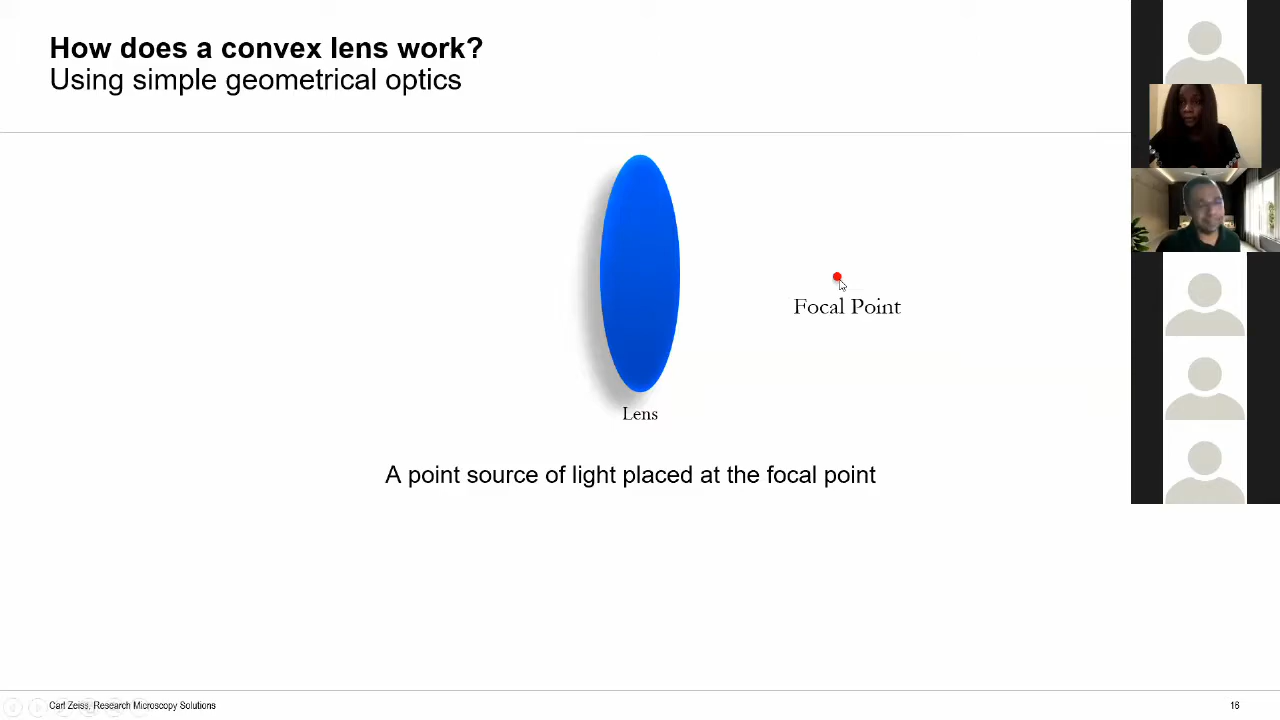 How does a convex lens work?
Using simple geometrical optics
Focal Point
Lens
A point source of light placed at the focal point
Carl Zeiss, Research Microscopy Solutions
16